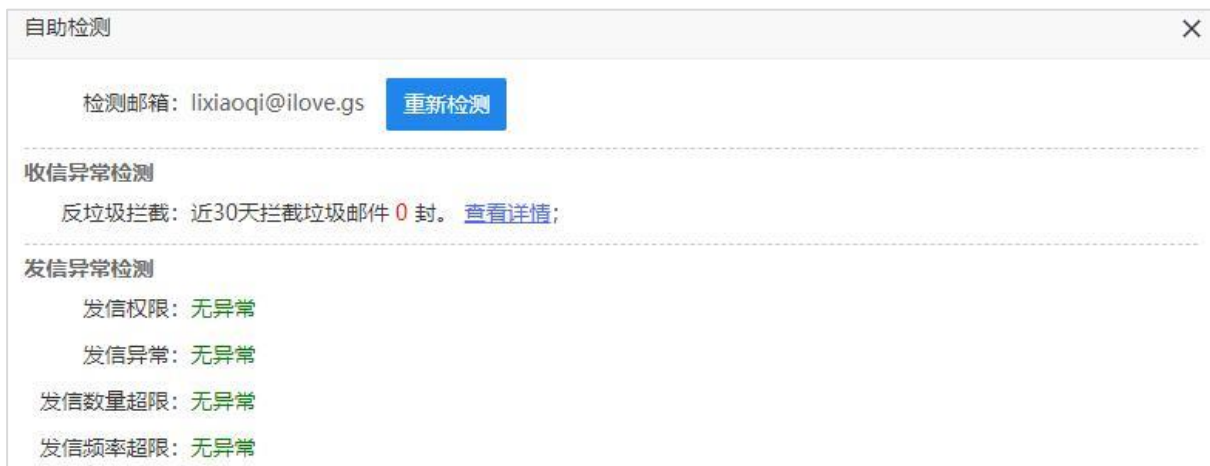 自助检测
检测邮箱：lixiaoqi@ilove.gs 重新检测
收信异常检测
反垃圾拦截：近30天拦截垃圾邮件 0 封。 查看详情;
发信异常检测
发信权限：无异常
发信异常：无异常
发信数量超限：无异常
发信频率超限：无异常